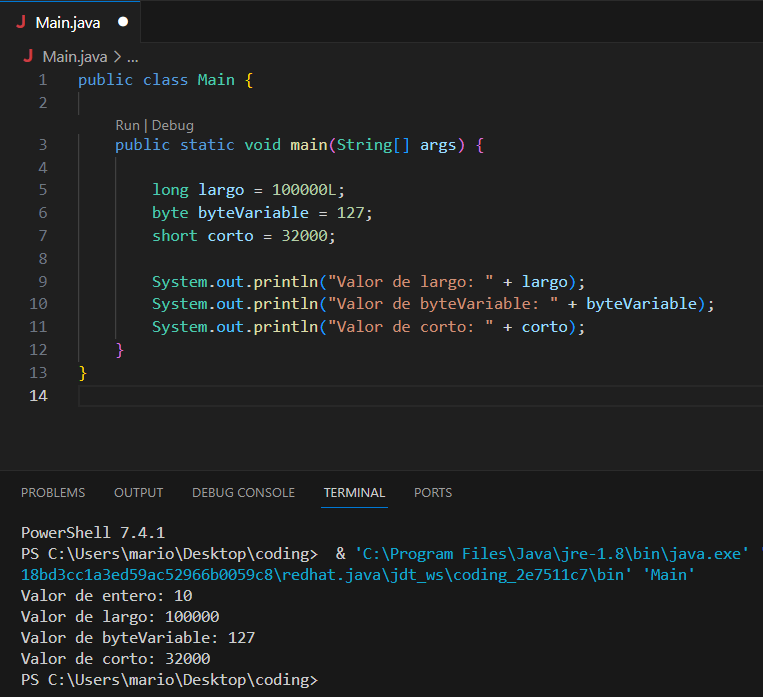 J Main.java ●
J Main.java > ...
1 public class Main {
2
Run | Debug
3 public static void main(String[] args) {
4
5 long largo = 100000L;
6 byte byteVariable = 127;
7 short corto = 32000;
8
9 System.out.println("Valor de largo: " + largo);
10 System.out.println("Valor de byteVariable: " + byteVariable);
11 System.out.println("Valor de corto: " + corto);
12 }
13 }
14
PROBLEMS OUTPUT DEBUG CONSOLE TERMINAL PORTS
PowerShell 7.4.1
PS C:\Users\mario\Desktop\coding>  & 'C:\Program Files\Java\jre-1.8\bin\java.exe' '
18bd3cc1a3ed59ac52966b0059c8\redhat.java\jdt_ws\coding_2e7511c7\bin' 'Main'
Valor de entero: 10
Valor de largo: 100000
Valor de byteVariable: 127
Valor de corto: 32000
PS C:\Users\mario\Desktop\coding>